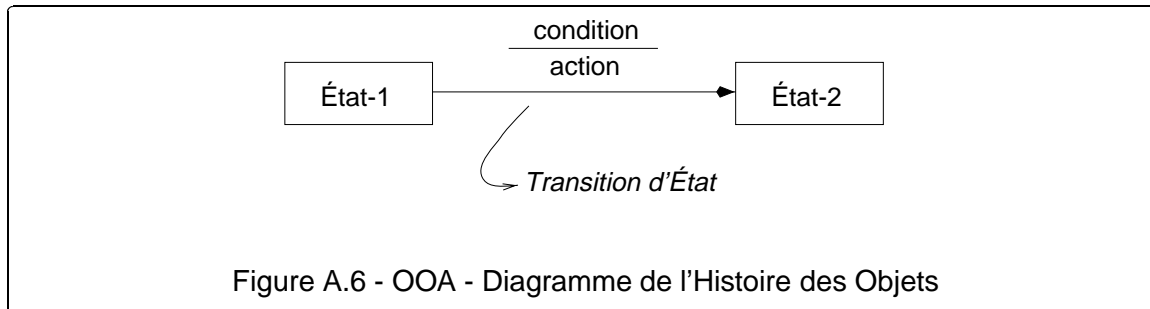 condition
action
État-1
État-2
Transition d'État
Figure A.6 - OOA - Diagramme de l'Histoire des Objets